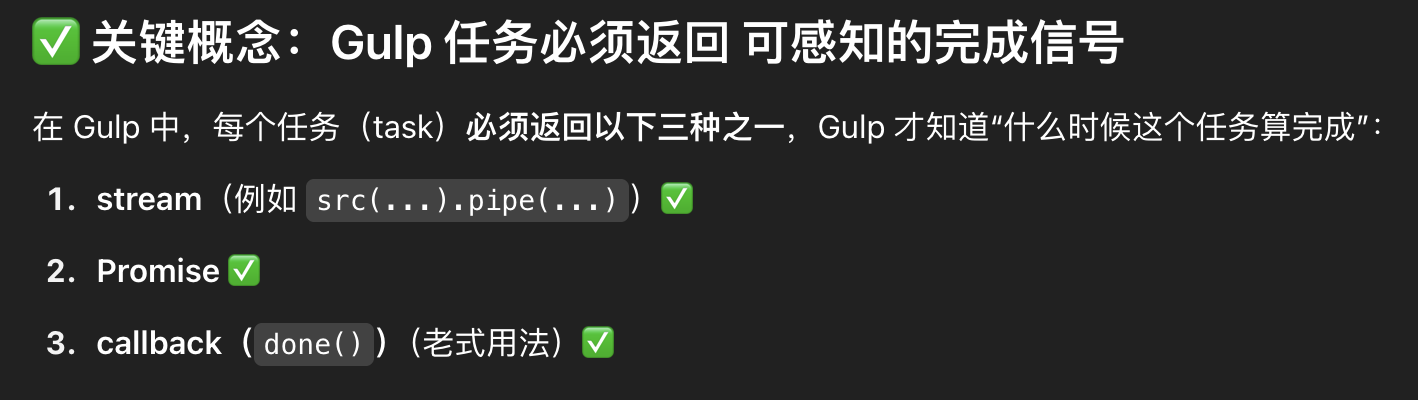 ✅ 关键概念：Gulp 任务必须返回 可感知的完成信号
在 Gulp 中，每个任务（task）必须返回以下三种之一，Gulp 才知道“什么时候这个任务算完成”：
1. stream（例如 src(...).pipe(...)）✅
2. Promise ✅
3. callback（done()）（老式用法）✅